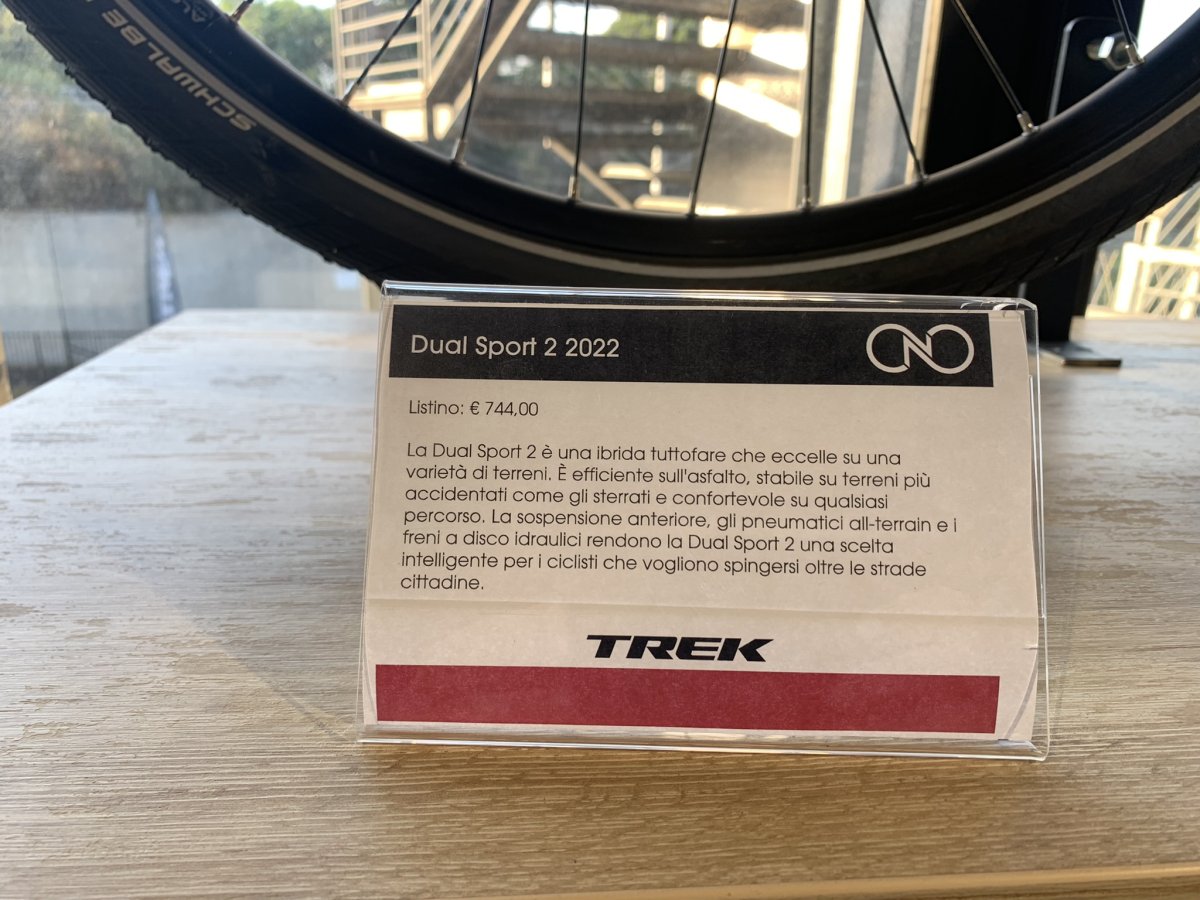 SCHWALBE
Dual Sport 2 2022
Listino: € 744,00
La Dual Sport 2 è una ibrida tuttofare che eccelle su una
varietà di terreni. È efficiente sull'asfalto, stabile su terreni più
accidentati come gli sterrati e confortevole su qualsiasi
percorso. La sospensione anteriore, gli pneumatici all-terrain e i
freni a disco idraulici rendono la Dual Sport 2 una scelta
intelligente per i ciclisti che vogliono spingersi oltre le strade
cittadine.
TREK